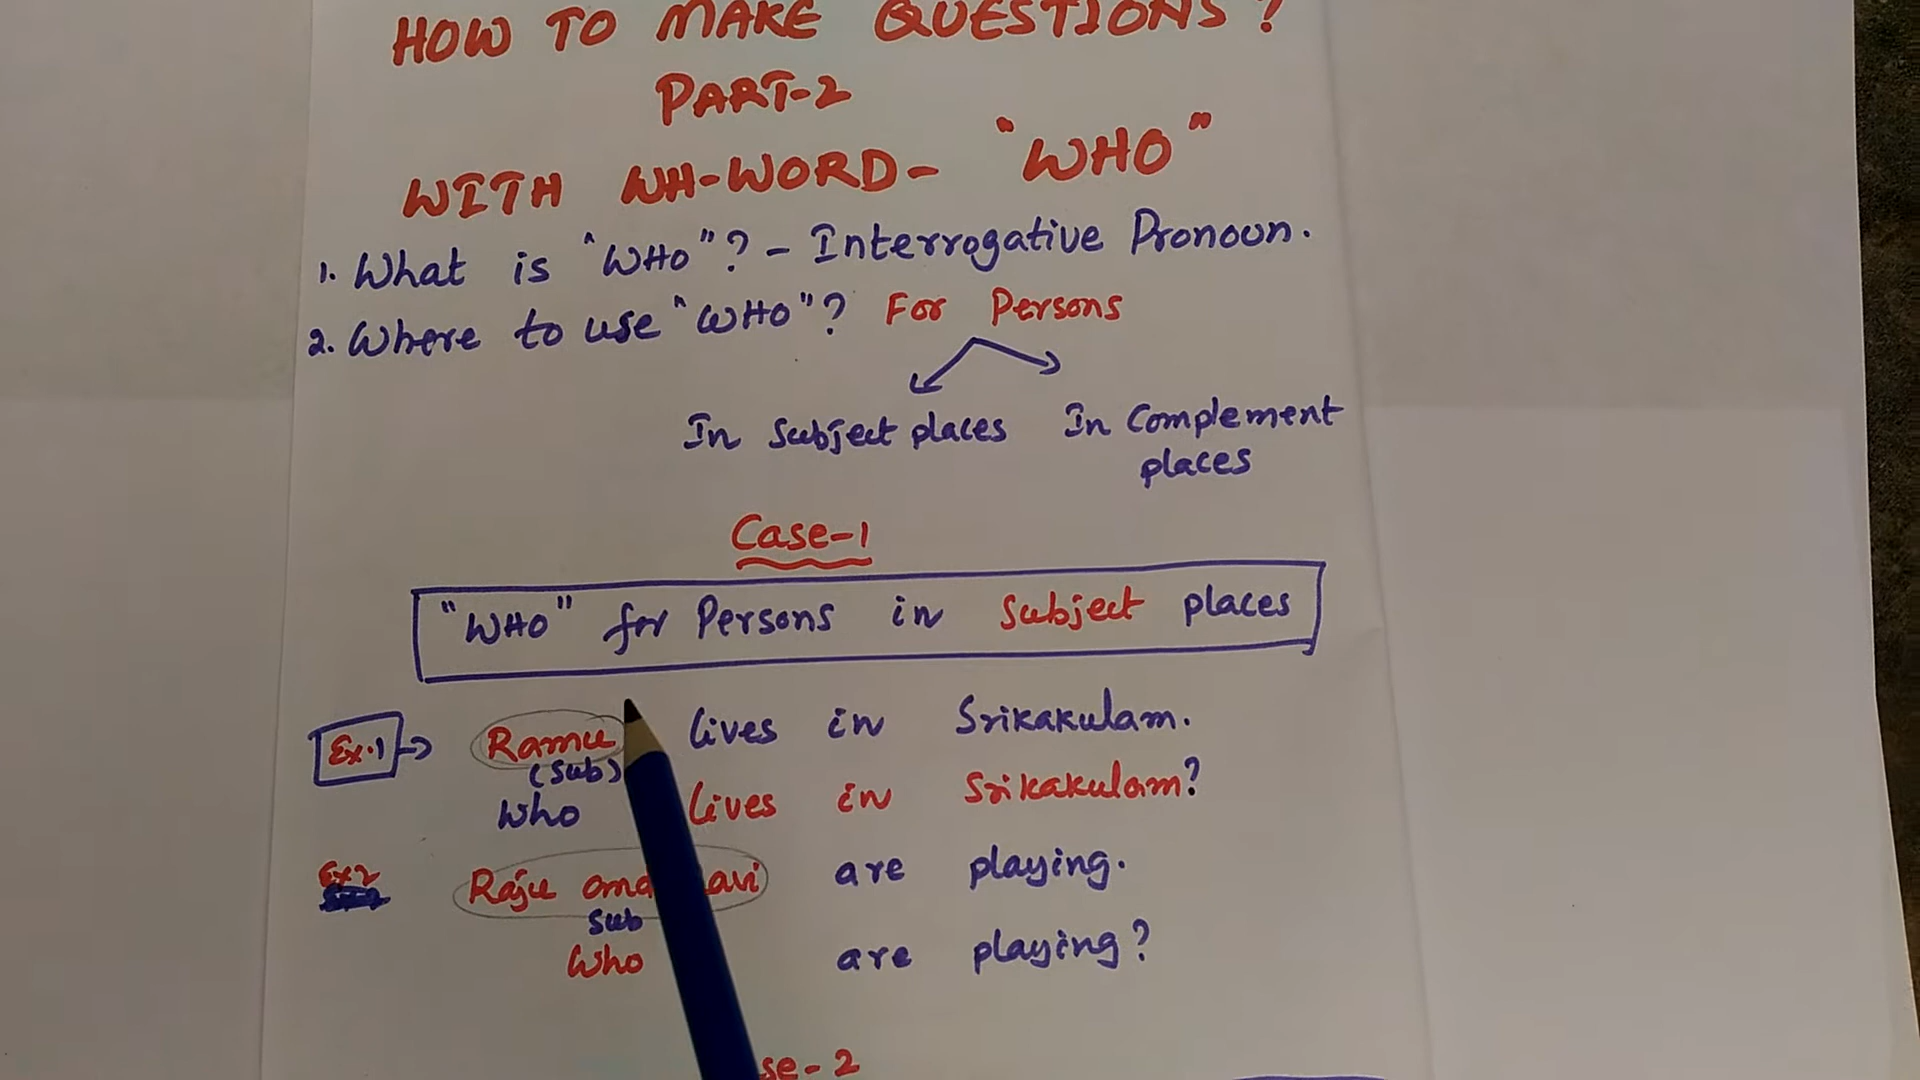 HOW TO MAKE QUESTIONS?
PART-2
WITH WH-WORD- "WHO"
1. What is "WHO"? - Interrogative Pronoun.
2. Where to use "WHO"? For Persons
In Subject places In Complement
places
Case-1
"WHO" for Persons in Subject places
Ex.1 → Ramu lives in Srikakulam.
(Sub)
Who lives in Srikakulam?
Ex2 Raju are playing.
Sub
Who are playing?
-2